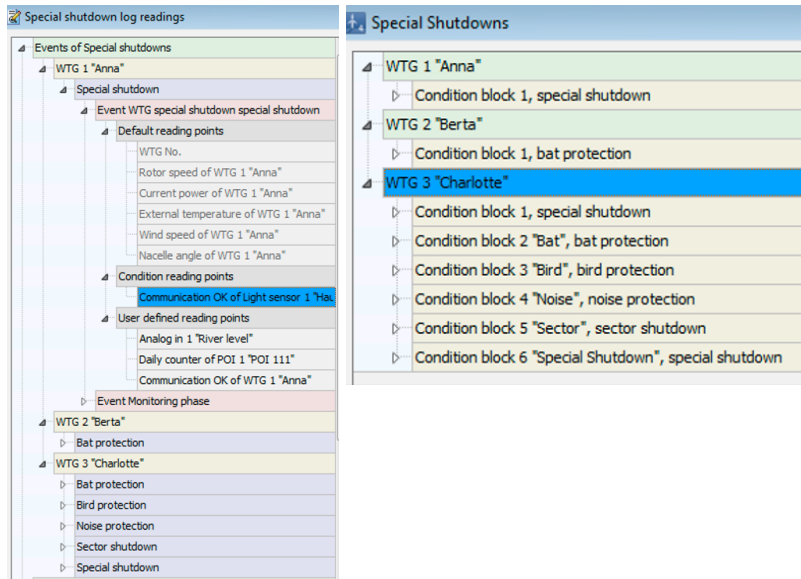 Special shutdown log readings
Events of Special shutdowns
WTG 1 "Anna"
Special shutdown
Event WTG special shutdown special shutdown
Default reading points
WTG No.
Rotor speed of WTG 1 "Anna"
Current power of WTG 1 "Anna"
External temperature of WTG 1 "Anna"
Wind speed of WTG 1 "Anna"
Nacelle angle of WTG 1 "Anna"
Condition reading points
Communication OK of Light sensor 1 "Hau
User defined reading points
Analog in 1 "River level"
Daily counter of POI 1 "POI 111"
Communication OK of WTG 1 "Anna"
Event Monitoring phase
WTG 2 "Berta"
Bat protection
WTG 3 "Charlotte"
Bat protection
Bird protection
Noise protection
Sector shutdown
Special shutdown
Special Shutdowns
WTG 1 "Anna"
Condition block 1, special shutdown
WTG 2 "Berta"
Condition block 1, bat protection
WTG 3 "Charlotte"
Condition block 1, special shutdown
Condition block 2 "Bat", bat protection
Condition block 3 "Bird", bird protection
Condition block 4 "Noise", noise protection
Condition block 5 "Sector", sector shutdown
Condition block 6 "Special Shutdown", special shutdown